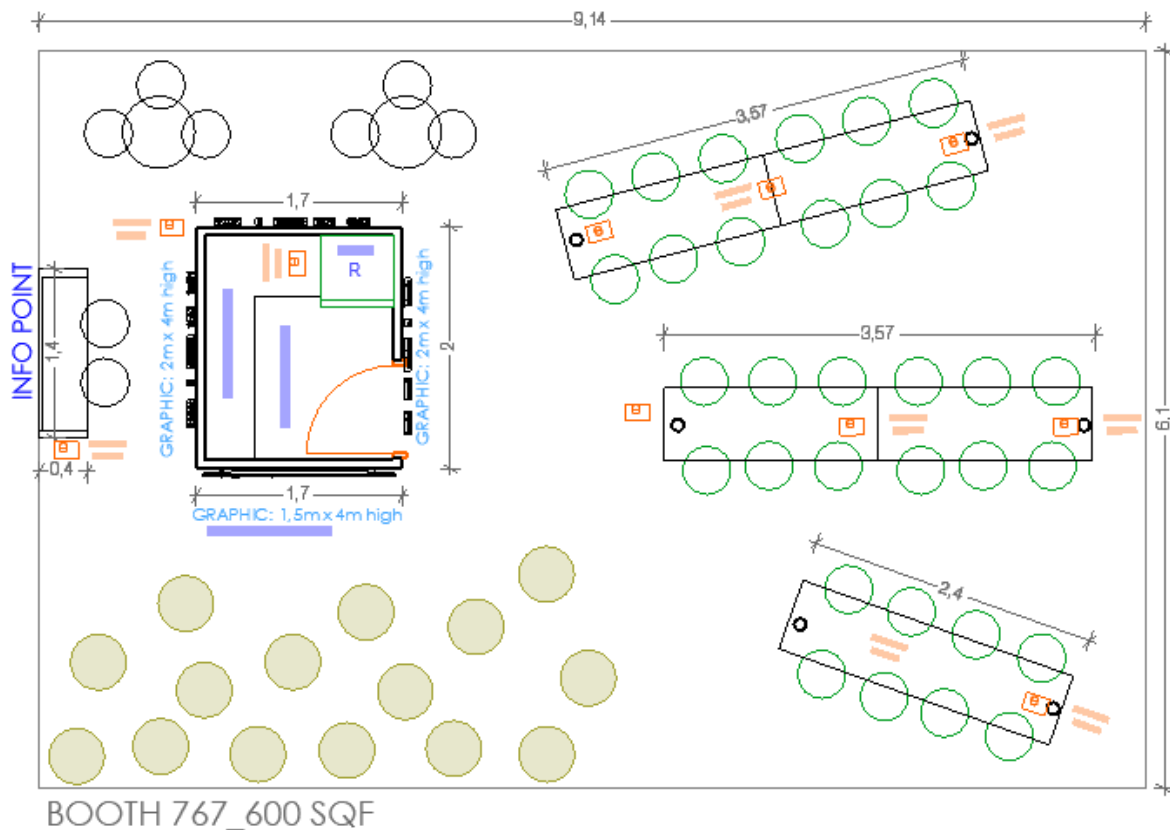 9,14
3,57
1,7
R
INFO POINT
1,4
GRAPHIC: 2m x 4m high
2
GRAPHIC: 2m x 4m high
3,57
6,1
0,4
1,7
GRAPHIC: 1,5m x 4m high
2,4
BOOTH 767_600 SQF